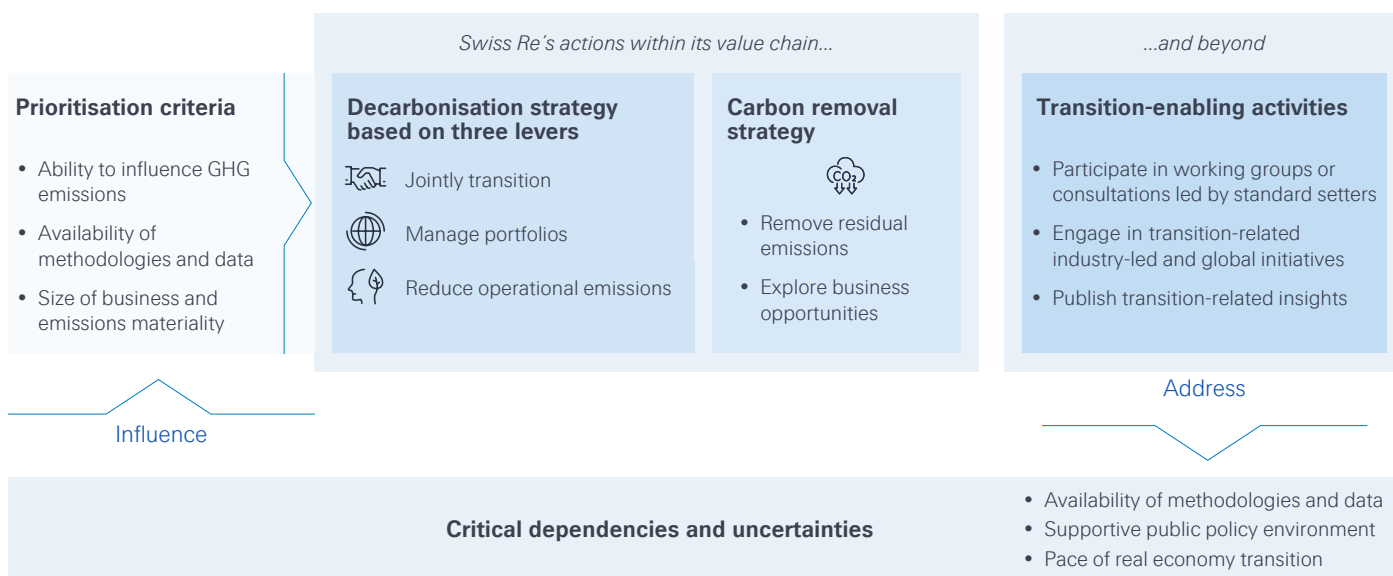 Swiss Re's actions within its value chain...
...and beyond
Prioritisation criteria
• Ability to influence GHG
emissions
• Availability of
methodologies and data
• Size of business and
emissions materiality
Decarbonisation strategy
based on three levers
Jointly transition
Manage portfolios
Reduce operational emissions
Carbon removal
strategy
CO₂
• Remove residual
emissions
• Explore business
opportunities
Transition-enabling activities
• Participate in working groups or
consultations led by standard setters
• Engage in transition-related
industry-led and global initiatives
• Publish transition-related insights
Influence
Address
Critical dependencies and uncertainties
• Availability of methodologies and data
• Supportive public policy environment
• Pace of real economy transition